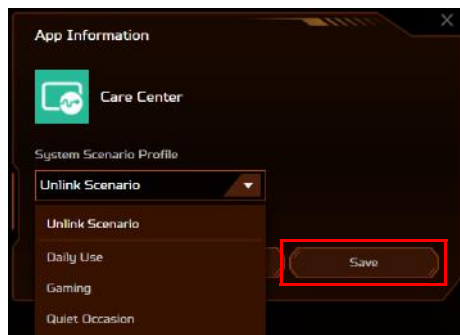 App Information
Care Center
System Scenario Profile
Unlink Scenario
Unlink Scenario
Daily Use
Save
Gaming
Quiet Occasion